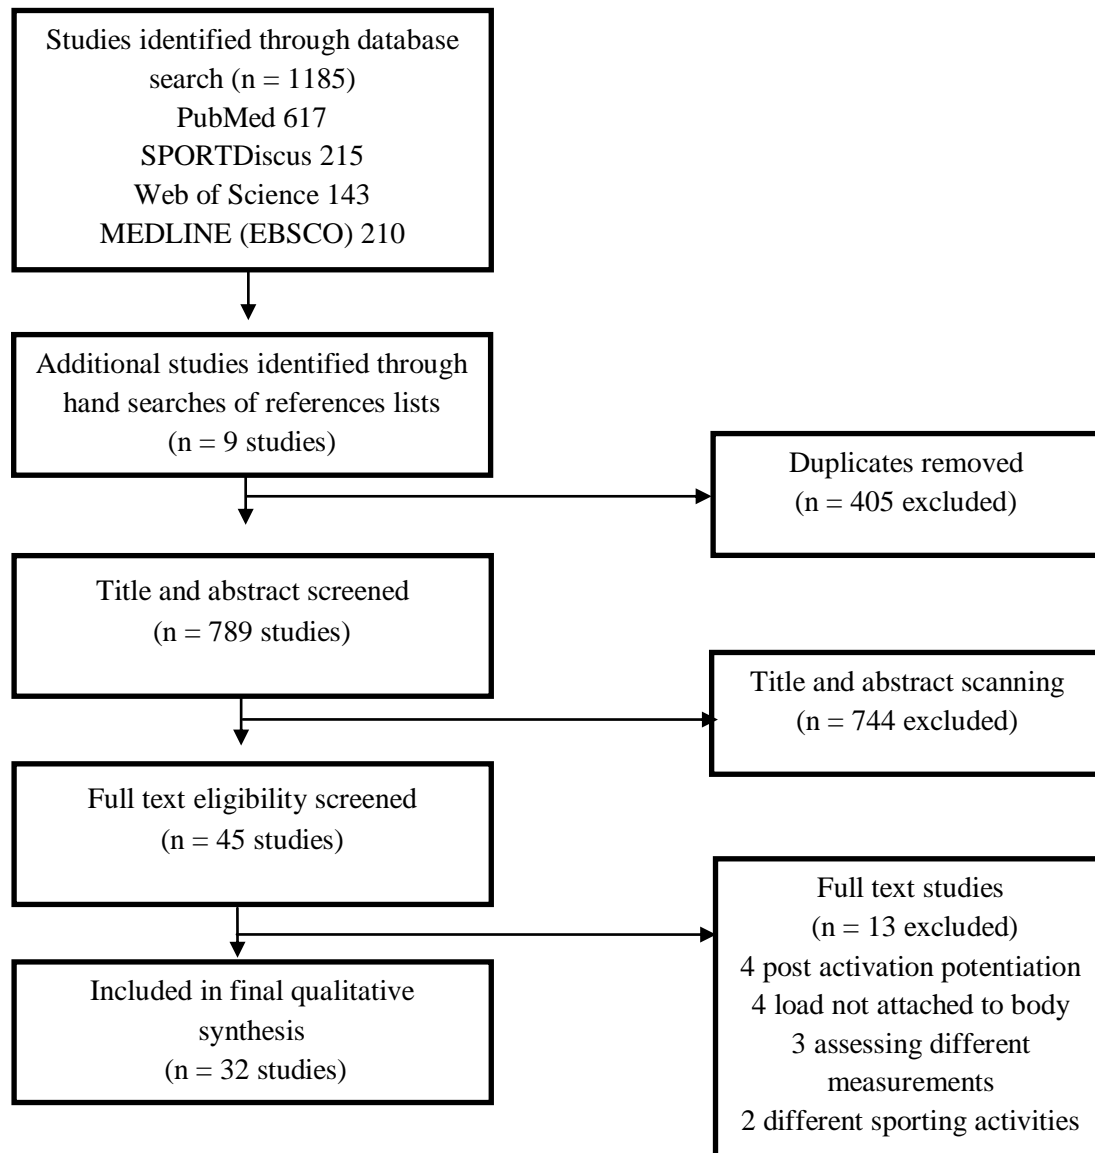 Studies identified through database
search (n = 1185)
PubMed 617
SPORTDiscus 215
Web of Science 143
MEDLINE (EBSCO) 210
Additional studies identified through
hand searches of references lists
(n = 9 studies)
Duplicates removed
(n = 405 excluded)
Title and abstract screened
(n = 789 studies)
Title and abstract scanning
(n = 744 excluded)
Full text eligibility screened
(n = 45 studies)
Full text studies
(n = 13 excluded)
4 post activation potentiation
4 load not attached to body
3 assessing different
measurements
2 different sporting activities
Included in final qualitative
synthesis
(n = 32 studies)